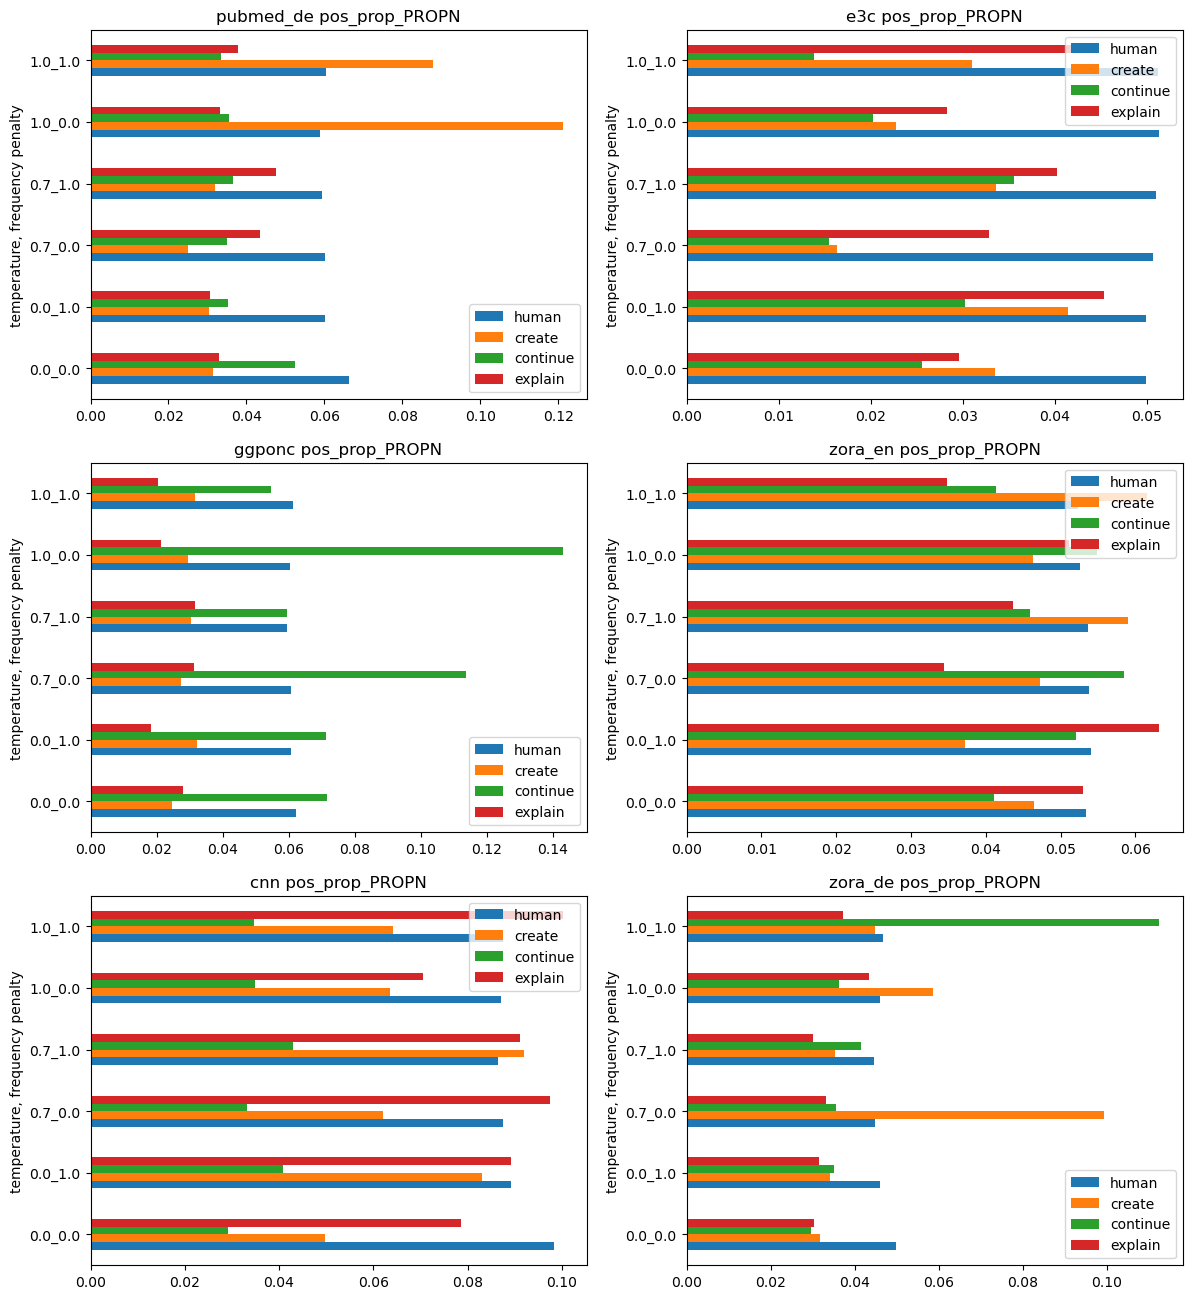 pubmed_de pos_prop_PROPN
temperature, frequency penalty
1.0_1.0
1.0_0.0
0.7_1.0
0.7_0.0
0.0_1.0
0.0_0.0
human
create
continue
explain
0.00 0.02 0.04 0.06 0.08 0.10 0.12
e3c pos_prop_PROPN
temperature, frequency penalty
1.0_1.0
1.0_0.0
0.7_1.0
0.7_0.0
0.0_1.0
0.0_0.0
human
create
continue
explain
0.00 0.01 0.02 0.03 0.04 0.05
ggponc pos_prop_PROPN
temperature, frequency penalty
1.0_1.0
1.0_0.0
0.7_1.0
0.7_0.0
0.0_1.0
0.0_0.0
human
create
continue
explain
0.00 0.02 0.04 0.06 0.08 0.10 0.12 0.14
zora_en pos_prop_PROPN
temperature, frequency penalty
1.0_1.0
1.0_0.0
0.7_1.0
0.7_0.0
0.0_1.0
0.0_0.0
human
create
continue
explain
0.00 0.01 0.02 0.03 0.04 0.05 0.06
cnn pos_prop_PROPN
temperature, frequency penalty
1.0_1.0
1.0_0.0
0.7_1.0
0.7_0.0
0.0_1.0
0.0_0.0
human
create
continue
explain
0.00 0.02 0.04 0.06 0.08 0.10
zora_de pos_prop_PROPN
temperature, frequency penalty
1.0_1.0
1.0_0.0
0.7_1.0
0.7_0.0
0.0_1.0
0.0_0.0
human
create
continue
explain
0.00 0.02 0.04 0.06 0.08 0.10